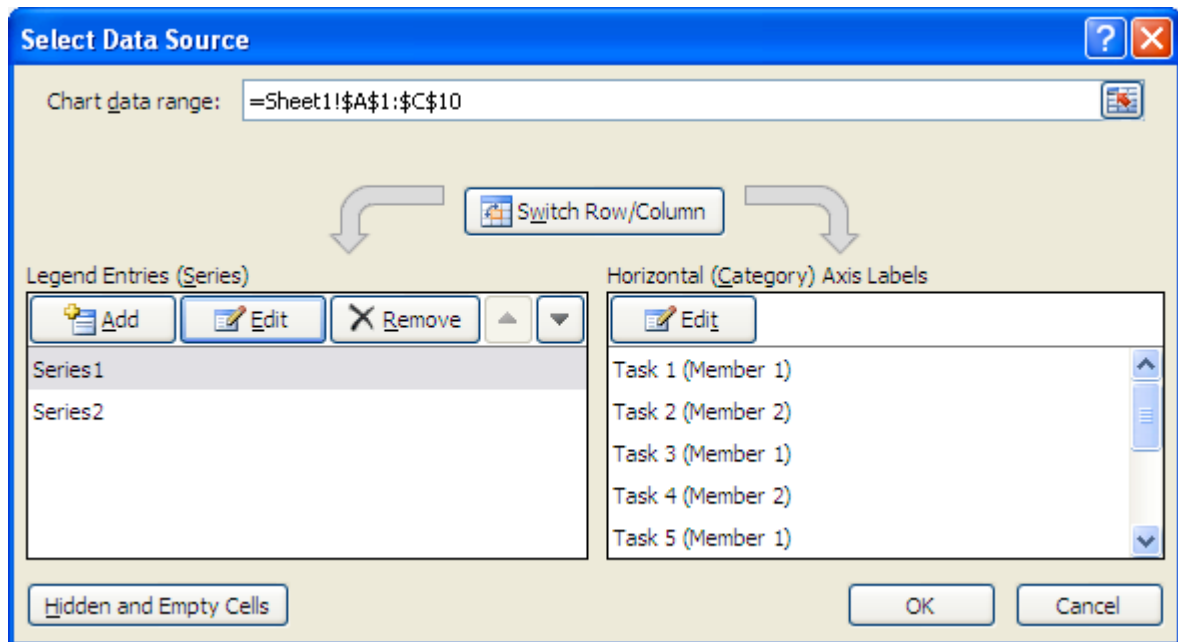 Select Data Source
Chart data range: =Sheet1!$A$1:$C$10
Switch Row/Column
Legend Entries (Series)
Add Edit Remove
Series1
Series2
Horizontal (Category) Axis Labels
Edit
Task 1 (Member 1)
Task 2 (Member 2)
Task 3 (Member 1)
Task 4 (Member 2)
Task 5 (Member 1)
Hidden and Empty Cells
OK Cancel